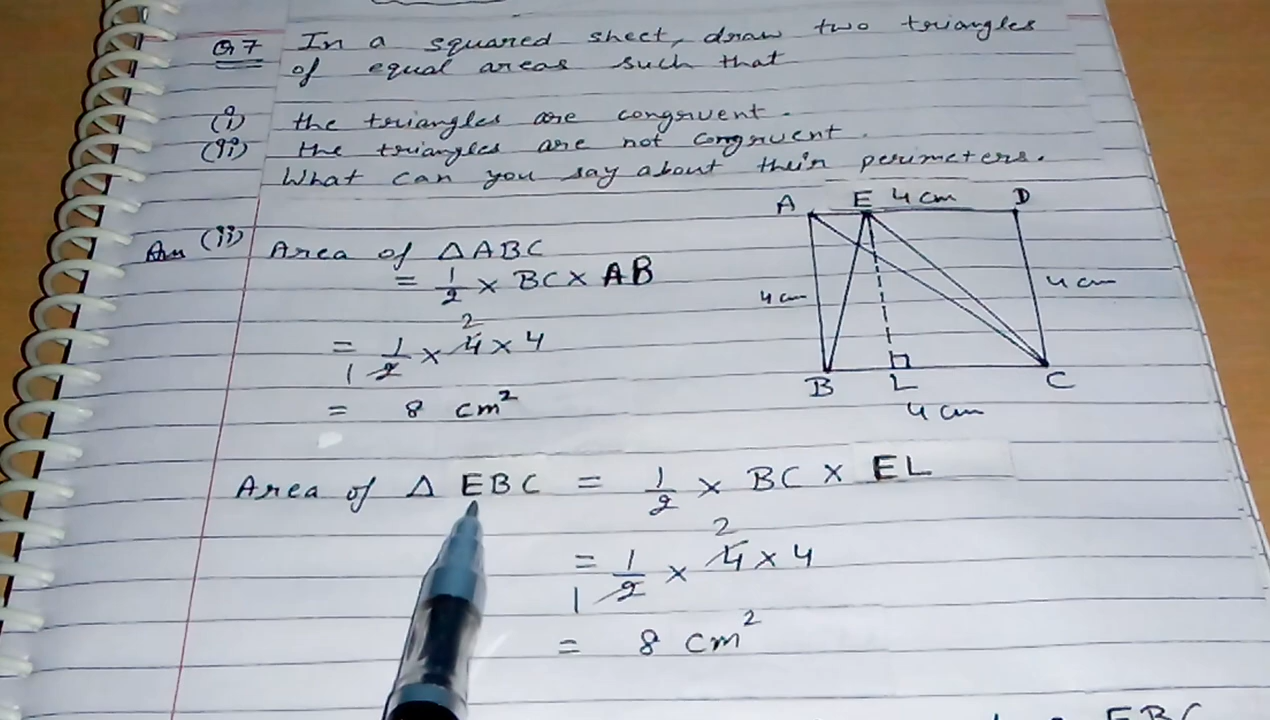 Q7 In a squared sheet, draw two triangles
of equal areas such that
(i) the triangles are congruent.
(ii) the triangles are not congruent.
What can you say about their perimeters.
A E 4 cm D
Ans (ii) Area of △ABC
= 1/2 × BC × AB
4 cm 4 cm
= 1/2 × 4 × 4
2
1
B L C
4 cm
= 8 cm²
Area of △ EBC = 1/2 × BC × EL
2
= 1/2 × 4 × 4
1
= 8 cm²
EBC